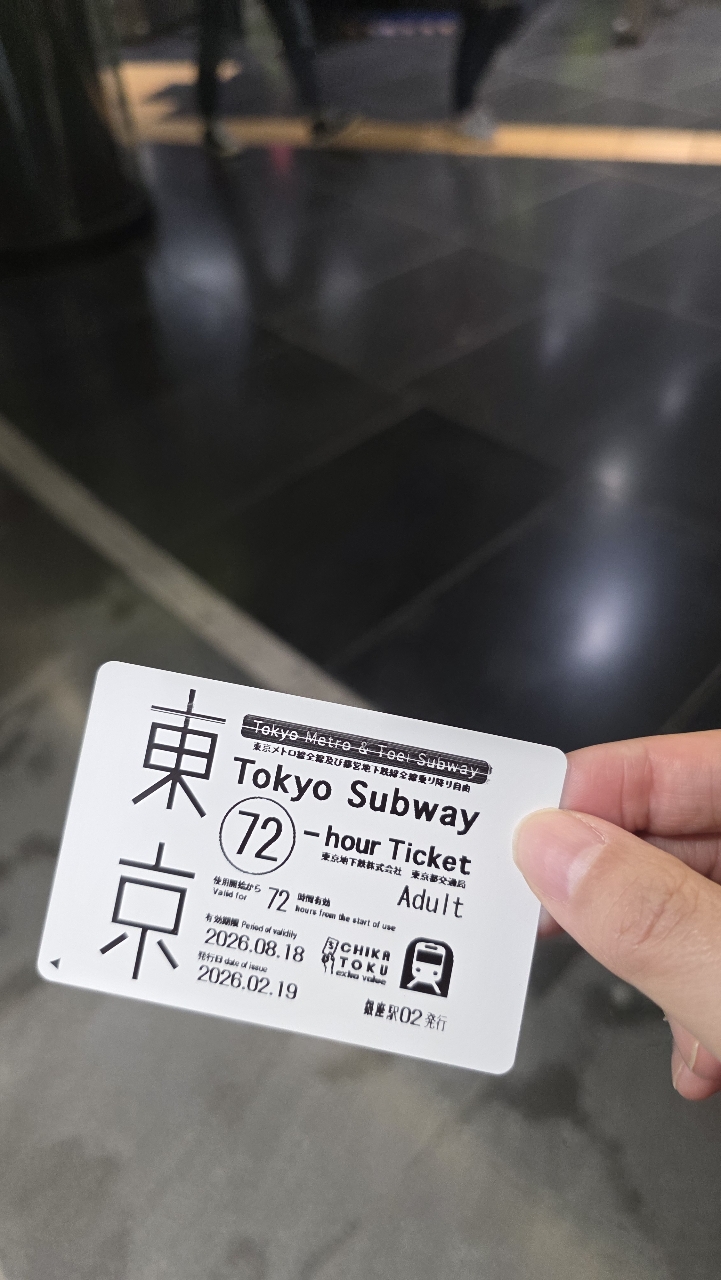 東京
Tokyo Metro & Toei Subway
東京メトロ線全線及び都営地下鉄線全線乗り降り自由
Tokyo Subway
72-hour Ticket
東京地下鉄株式会社 東京都交通局
Adult
使用開始から 72 時間有効
Valid for hours from the start of use
有効期限 Period of validity
2026.08.18
発行日 date of issue
2026.02.19
CHIKA
TOKU
extra value
銀座駅02発行